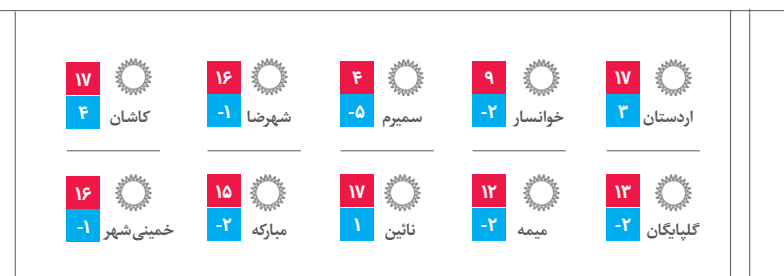 ۱۷
اردستان ۳
۹
خوانسار -۲
۴
سمیرم -۵
۱۶
شهرضا -۱
۱۷
کاشان ۴
۱۳
گلپایگان -۲
۱۲
میمه -۲
۱۷
نائین ۱
۱۵
مبارکه -۲
۱۶
خمینی‌شهر -۱